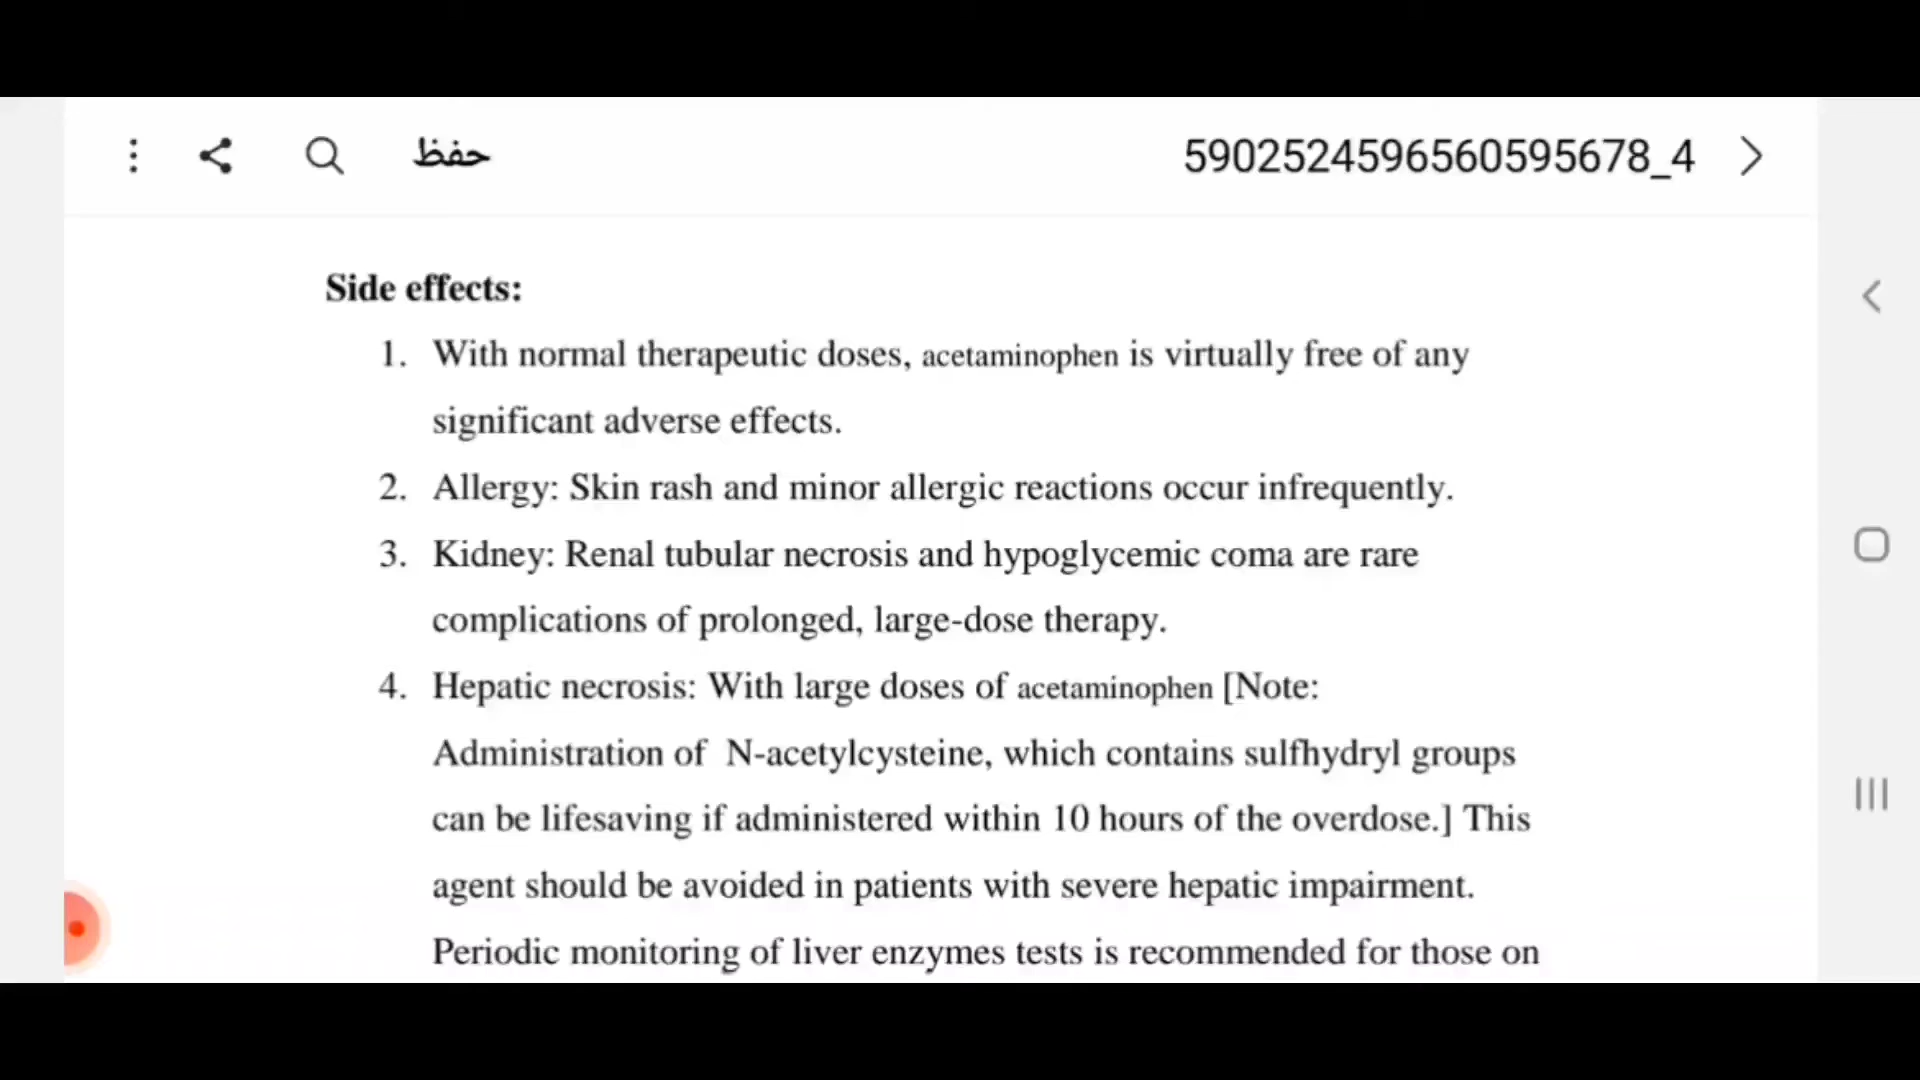 حفظ
5902524596560595678_4
Side effects:
1. With normal therapeutic doses, acetaminophen is virtually free of any
significant adverse effects.
2. Allergy: Skin rash and minor allergic reactions occur infrequently.
3. Kidney: Renal tubular necrosis and hypoglycemic coma are rare
complications of prolonged, large-dose therapy.
4. Hepatic necrosis: With large doses of acetaminophen [Note:
Administration of N-acetylcysteine, which contains sulfhydryl groups
can be lifesaving if administered within 10 hours of the overdose.] This
agent should be avoided in patients with severe hepatic impairment.
Periodic monitoring of liver enzymes tests is recommended for those on